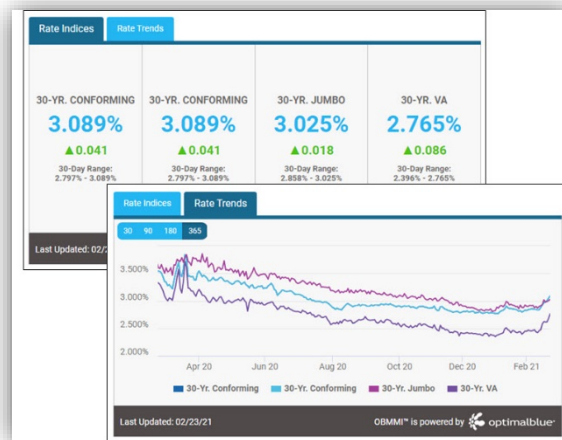 Rate Indices Rate Trends
30-YR. CONFORMING 30-YR. CONFORMING 30-YR. JUMBO 30-YR. VA
3.089% 3.089% 3.025% 2.765%
▲0.041 ▲0.041 ▲0.018 ▲0.086
30-Day Range: 30-Day Range: 30-Day Range: 30-Day Range:
2.797% - 3.089% 2.797% - 3.089% 2.858% - 3.025% 2.396% - 2.765%
Last Updated: 02/2
Rate Indices Rate Trends
30 90 180 365
3.500%
3.000%
2.500%
2.000%
Apr 20 Jun 20 Aug 20 Oct 20 Dec 20 Feb 21
30-Yr. Conforming 30-Yr. Conforming 30-Yr. Jumbo 30-Yr. VA
Last Updated: 02/23/21 OBMMI™ is powered by optimalblue